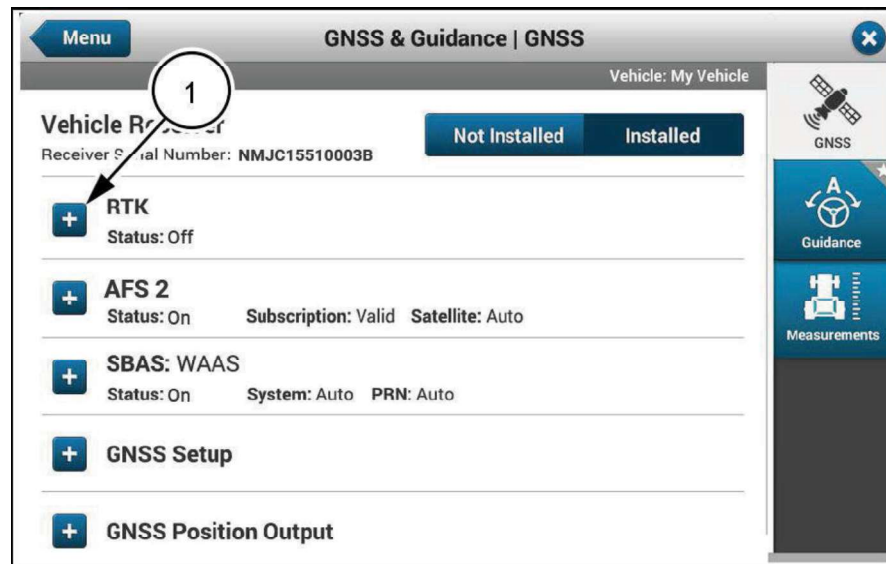 Menu
GNSS & Guidance | GNSS
Vehicle: My Vehicle
1
Vehicle
Not Installed
Installed
Receiver Serial Number: NMJC15510003B
GNSS
RTK
Status: Off
A
Guidance
AFS 2
Status: On Subscription: Valid Satellite: Auto
Measurements
SBAS: WAAS
Status: On System: Auto PRN: Auto
GNSS Setup
GNSS Position Output